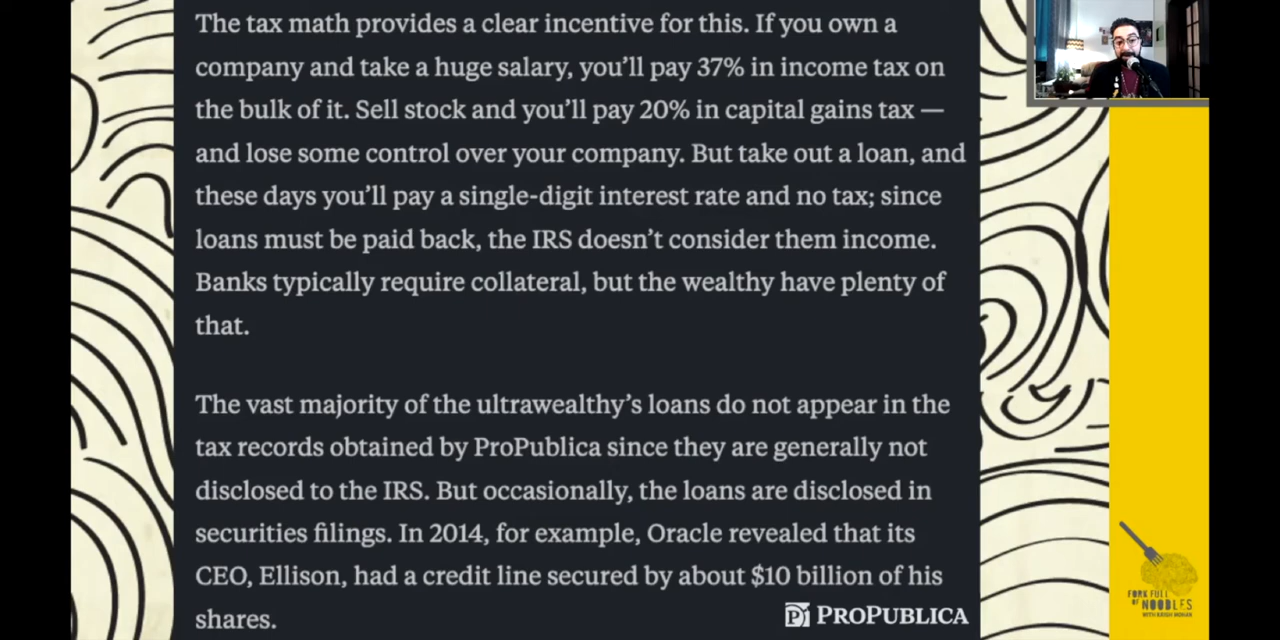 The tax math provides a clear incentive for this. If you own a
company and take a huge salary, you’ll pay 37% in income tax on
the bulk of it. Sell stock and you’ll pay 20% in capital gains tax —
and lose some control over your company. But take out a loan, and
these days you’ll pay a single-digit interest rate and no tax; since
loans must be paid back, the IRS doesn’t consider them income.
Banks typically require collateral, but the wealthy have plenty of
that.
The vast majority of the ultrawealthy’s loans do not appear in the
tax records obtained by ProPublica since they are generally not
disclosed to the IRS. But occasionally, the loans are disclosed in
securities filings. In 2014, for example, Oracle revealed that its
CEO, Ellison, had a credit line secured by about $10 billion of his
shares.
PROPUBLICA
FORK FULL
OF NOODLES
WITH KRISH MOHAN